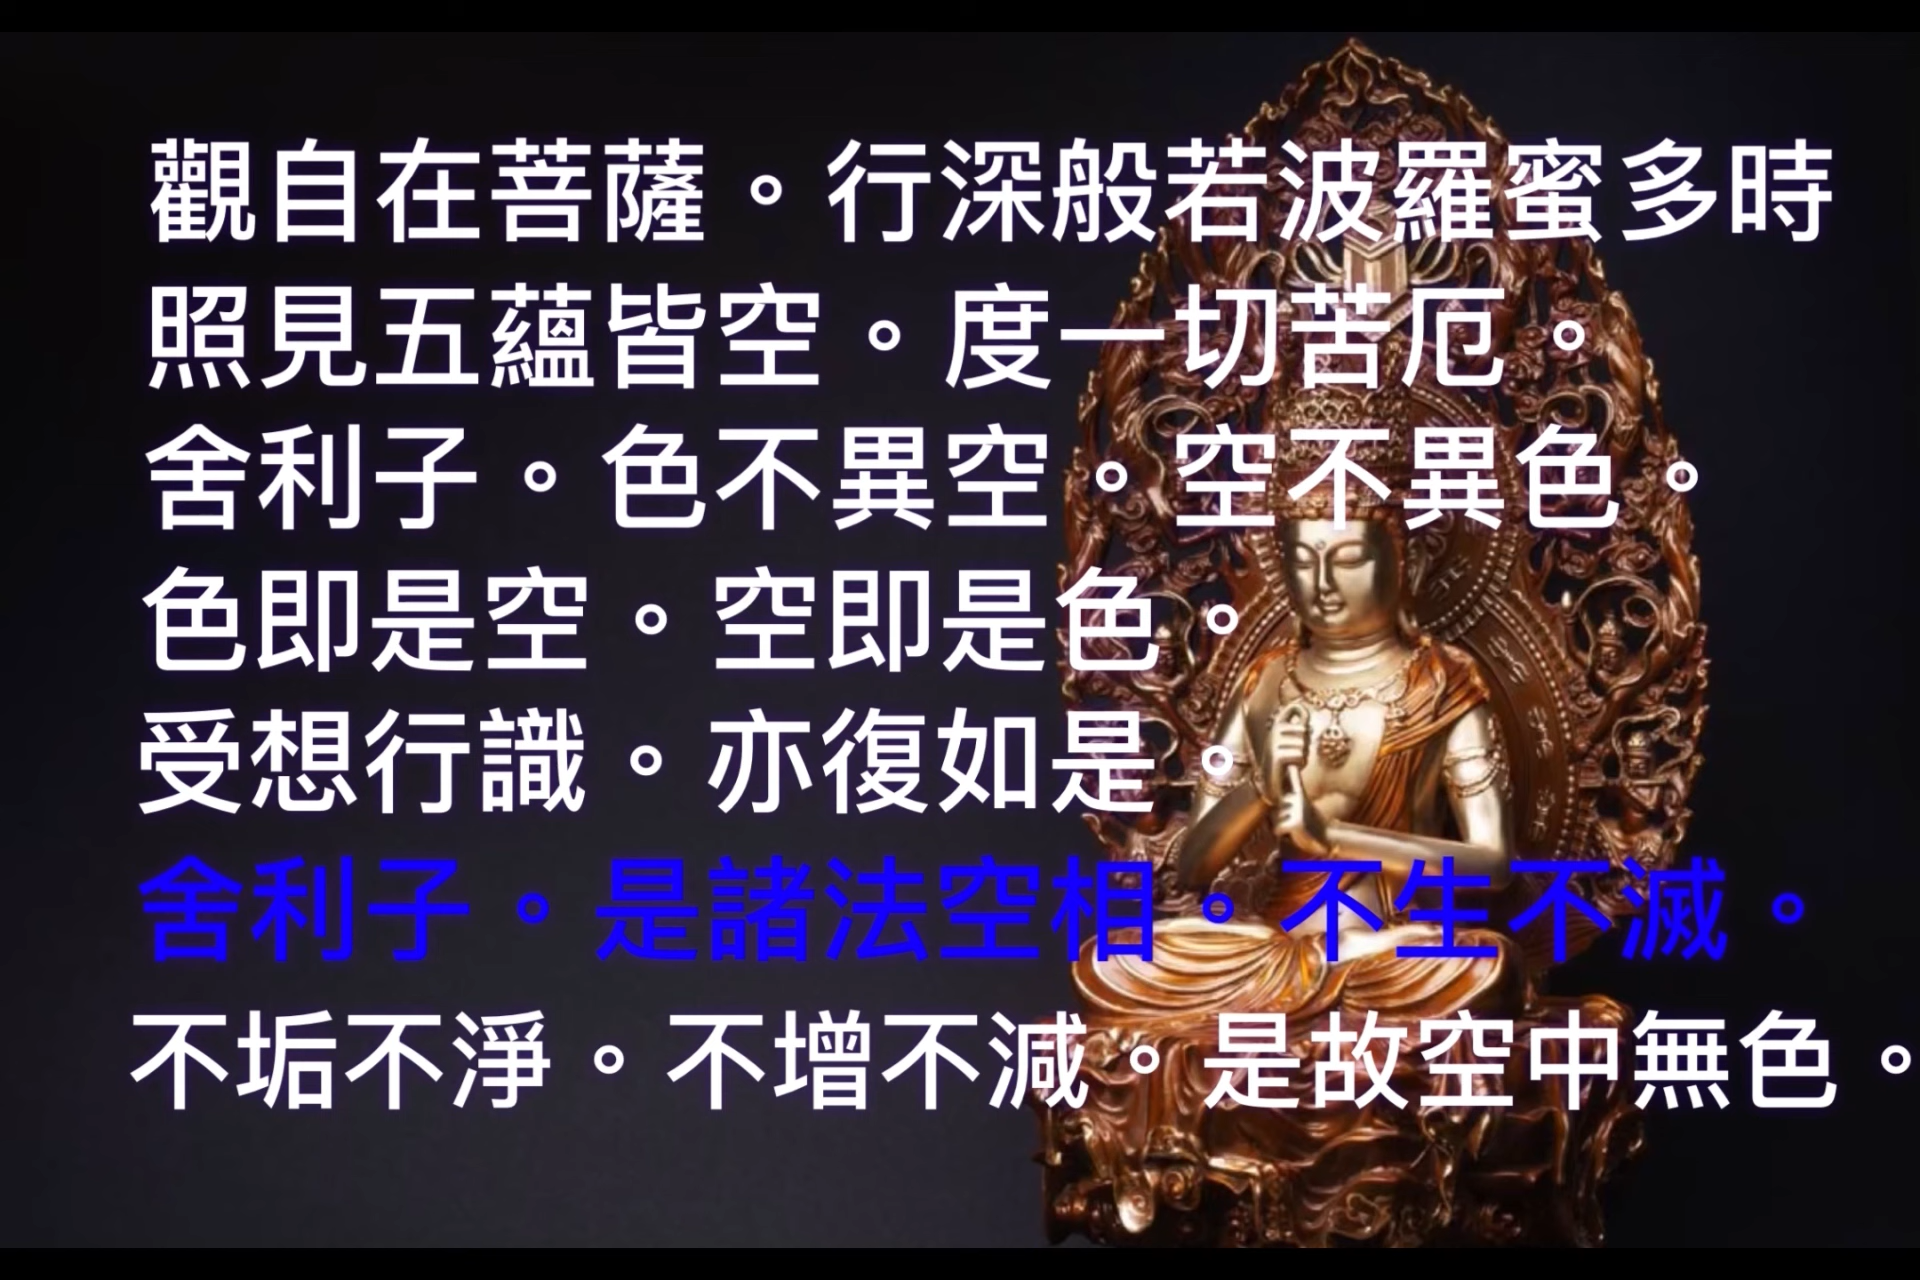 觀自在菩薩。行深般若波羅蜜多時
照見五蘊皆空。度一切苦厄。
舍利子。色不異空。空不異色。
色即是空。空即是色。
受想行識。亦復如是。
舍利子。是諸法空相。不生不滅。
不垢不淨。不增不減。是故空中無色。